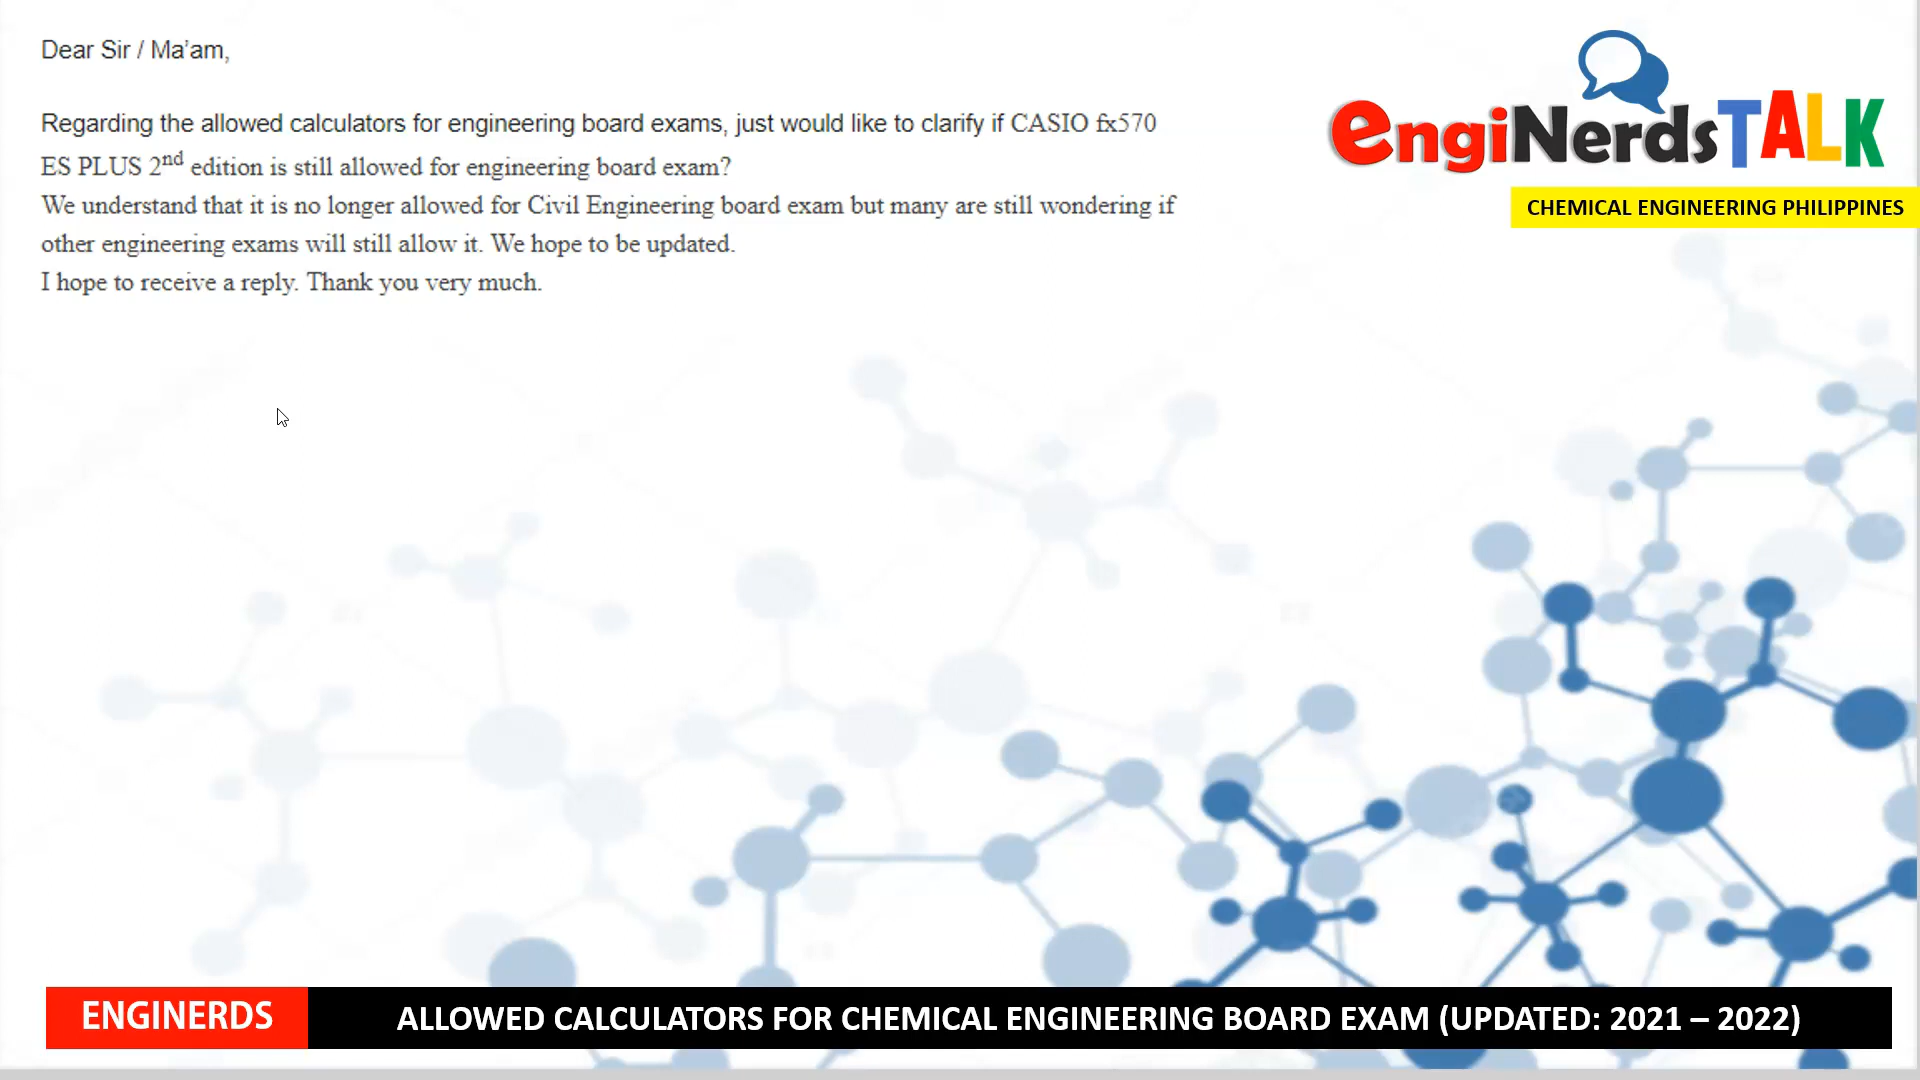 Dear Sir / Ma'am,
Regarding the allowed calculators for engineering board exams, just would like to clarify if CASIO fx570
ES PLUS 2nd edition is still allowed for engineering board exam?
We understand that it is no longer allowed for Civil Engineering board exam but many are still wondering if
other engineering exams will still allow it. We hope to be updated.
I hope to receive a reply. Thank you very much.
engiNerdsTALK
CHEMICAL ENGINEERING PHILIPPINES
ENGINERDS
ALLOWED CALCULATORS FOR CHEMICAL ENGINEERING BOARD EXAM (UPDATED: 2021 – 2022)